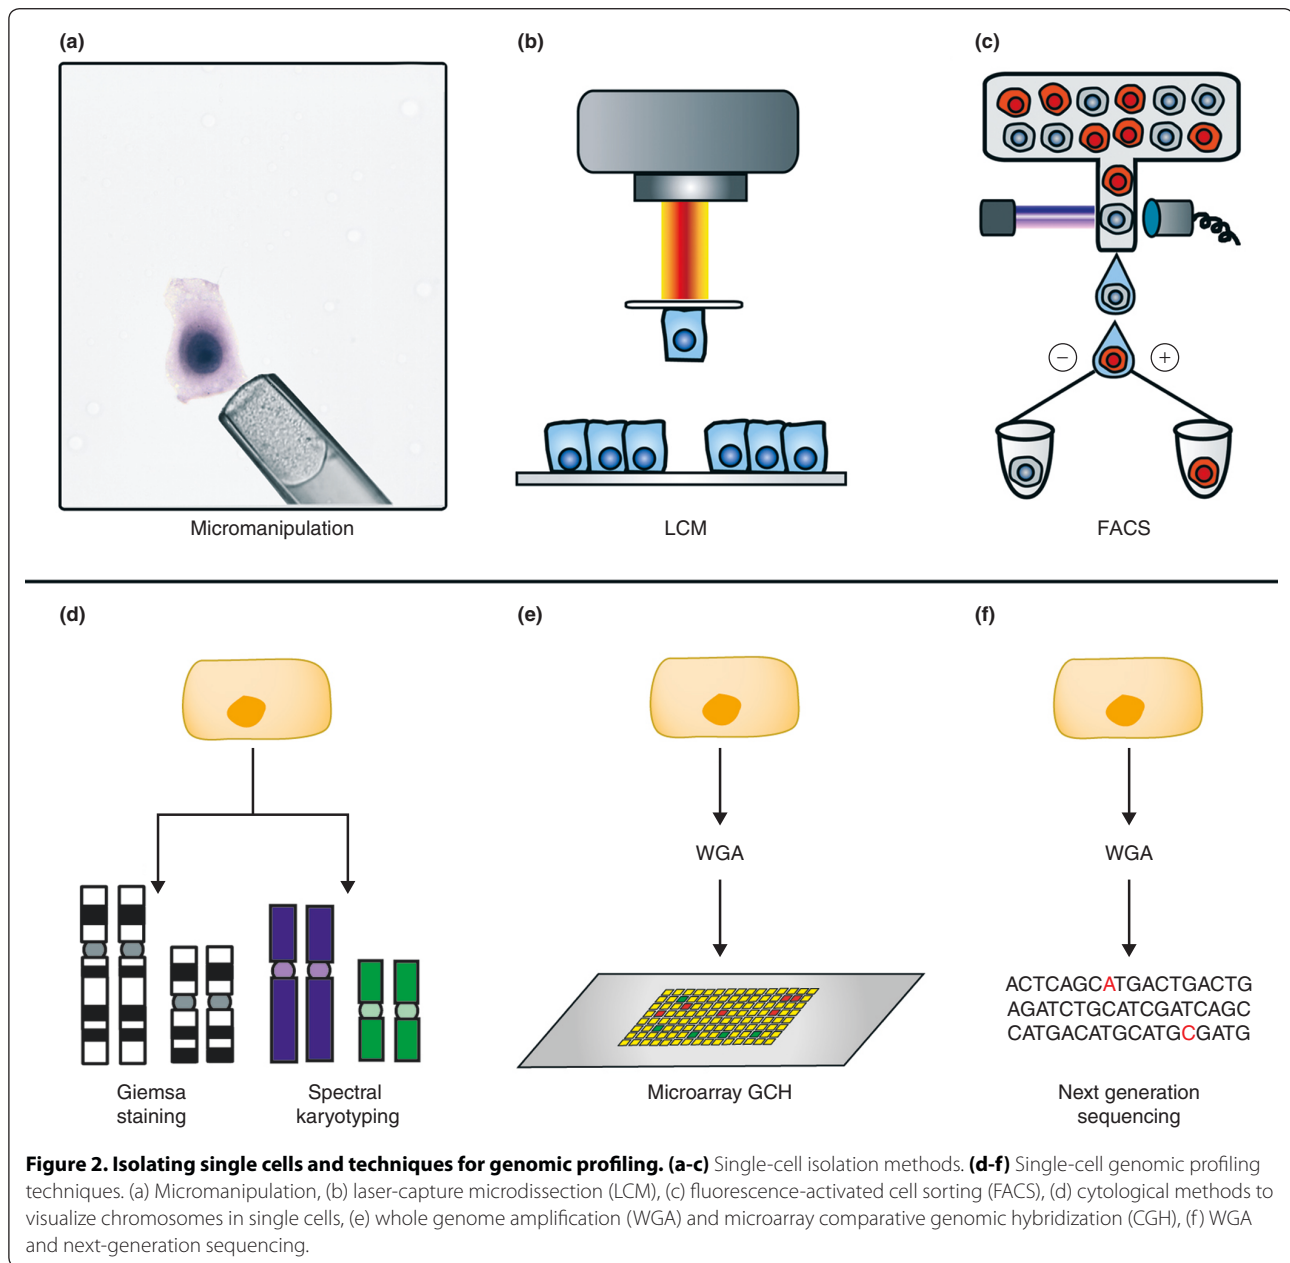 (a)
(b)
(c)
Micromanipulation
LCM
−
+
FACS
(d)
(e)
(f)
WGA
WGA
ACTCAGCATGACTGACTG
AGATCTGCATCGATCAGC
CATGACATGCATGCGATG
Giemsa
staining
Spectral
karyotyping
Microarray GCH
Next generation
sequencing
Figure 2. Isolating single cells and techniques for genomic profiling. (a-c) Single-cell isolation methods. (d-f) Single-cell genomic profiling
techniques. (a) Micromanipulation, (b) laser-capture microdissection (LCM), (c) fluorescence-activated cell sorting (FACS), (d) cytological methods to
visualize chromosomes in single cells, (e) whole genome amplification (WGA) and microarray comparative genomic hybridization (CGH), (f) WGA
and next-generation sequencing.